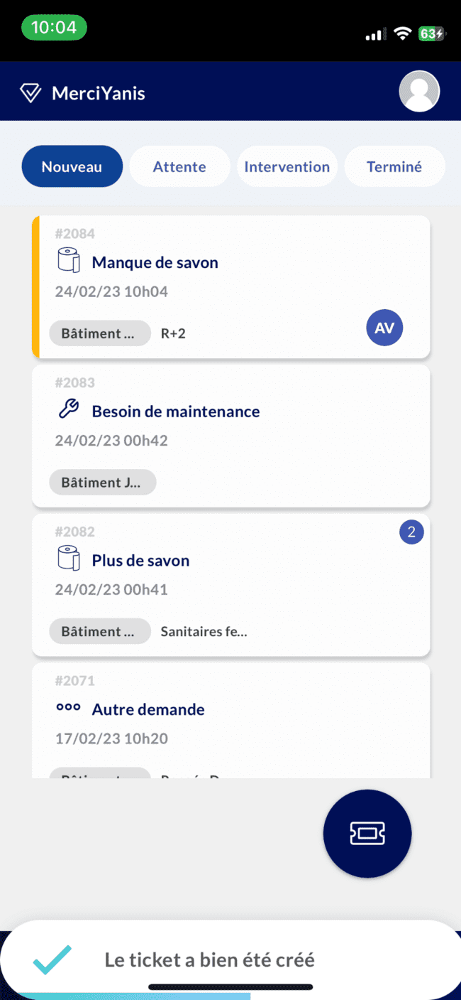 10:04
63
MerciYanis
Nouveau
Attente
Intervention
Terminé
#2084
Manque de savon
24/02/23 10h04
Bâtiment ...
R+2
AV
#2083
Besoin de maintenance
24/02/23 00h42
Bâtiment J...
#2082
2
Plus de savon
24/02/23 00h41
Bâtiment ...
Sanitaires fe...
#2071
Autre demande
17/02/23 10h20
Le ticket a bien été créé